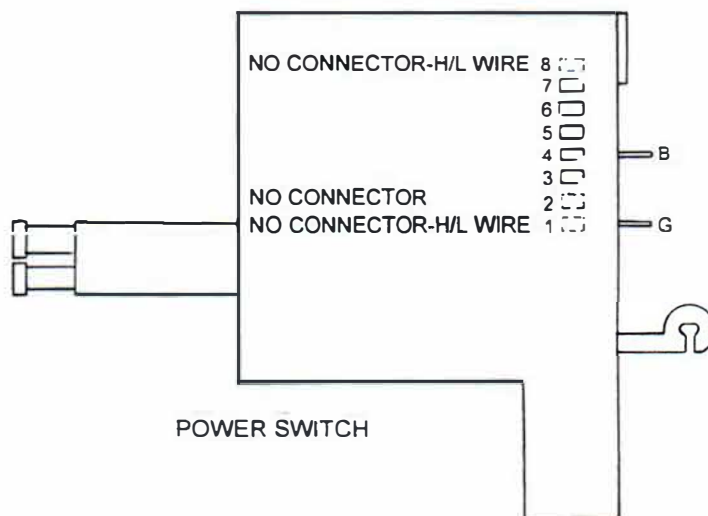 NO CONNECTOR-H/L WIRE 8
7
6
5
4 B
3
NO CONNECTOR 2
NO CONNECTOR-H/L WIRE 1 G
POWER SWITCH